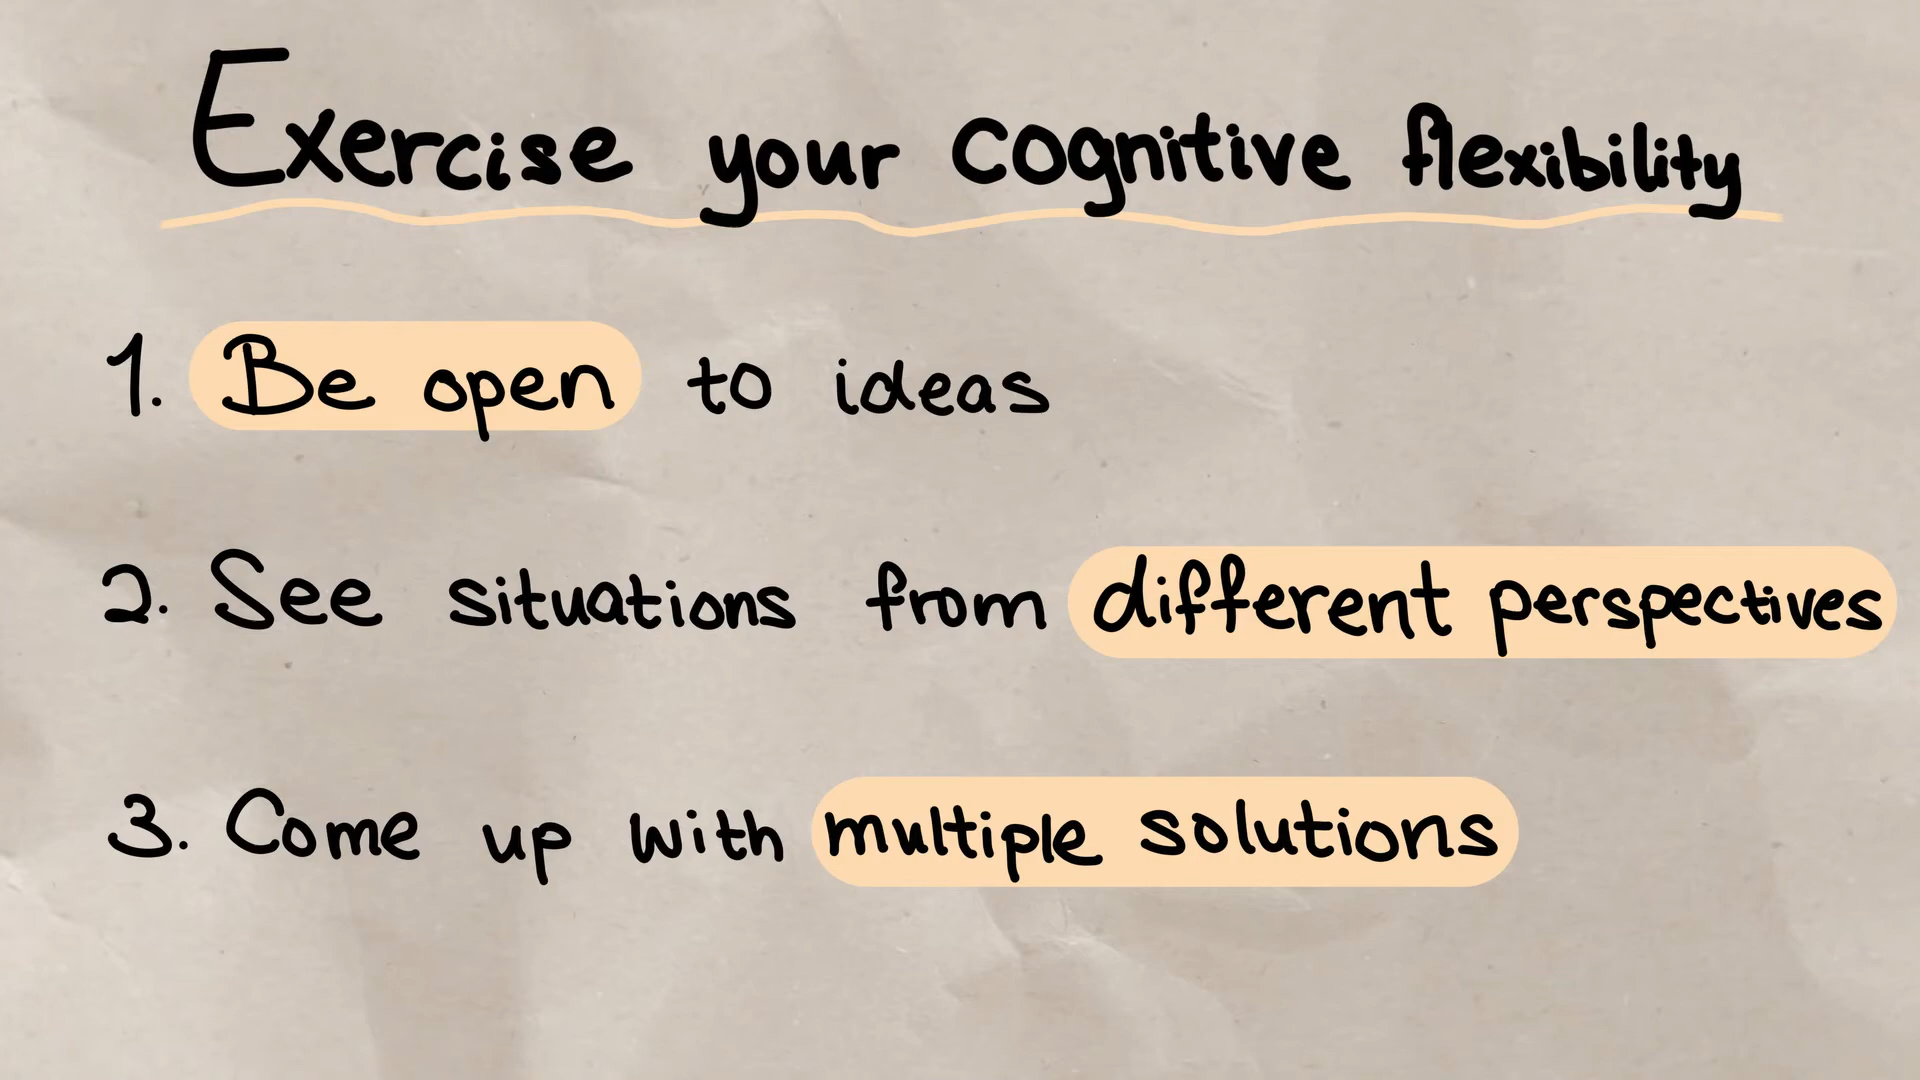 Exercise your cognitive flexibility
1. Be open to ideas
2. See situations from different perspectives
3. Come up with multiple solutions